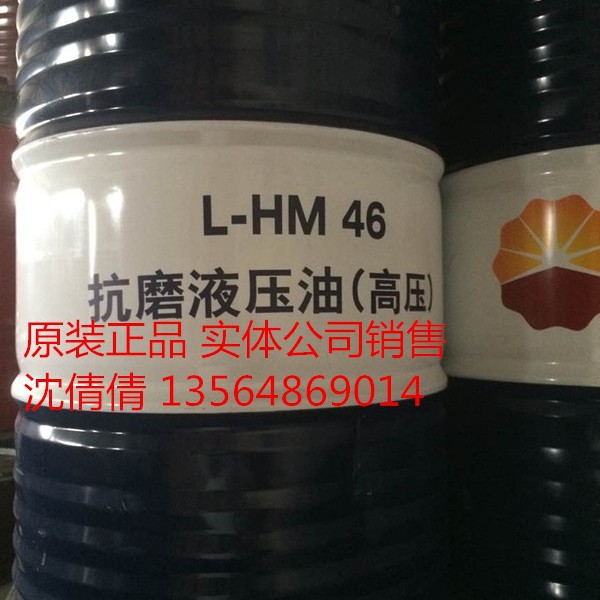 L-HM 46
抗磨液压油(高压)
原装正品 实体公司销售
沈倩倩 13564869014